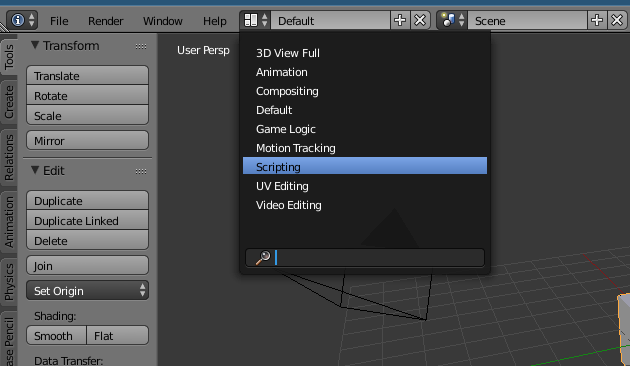 File Render Window Help Default Scene
Tools
Create
Relations
Animation
Physics
ase Pencil
Transform
Translate
Rotate
Scale
Mirror
Edit
Duplicate
Duplicate Linked
Delete
Join
Set Origin
Shading:
Smooth Flat
Data Transfer:
User Persp
3D View Full
Animation
Compositing
Default
Game Logic
Motion Tracking
Scripting
UV Editing
Video Editing